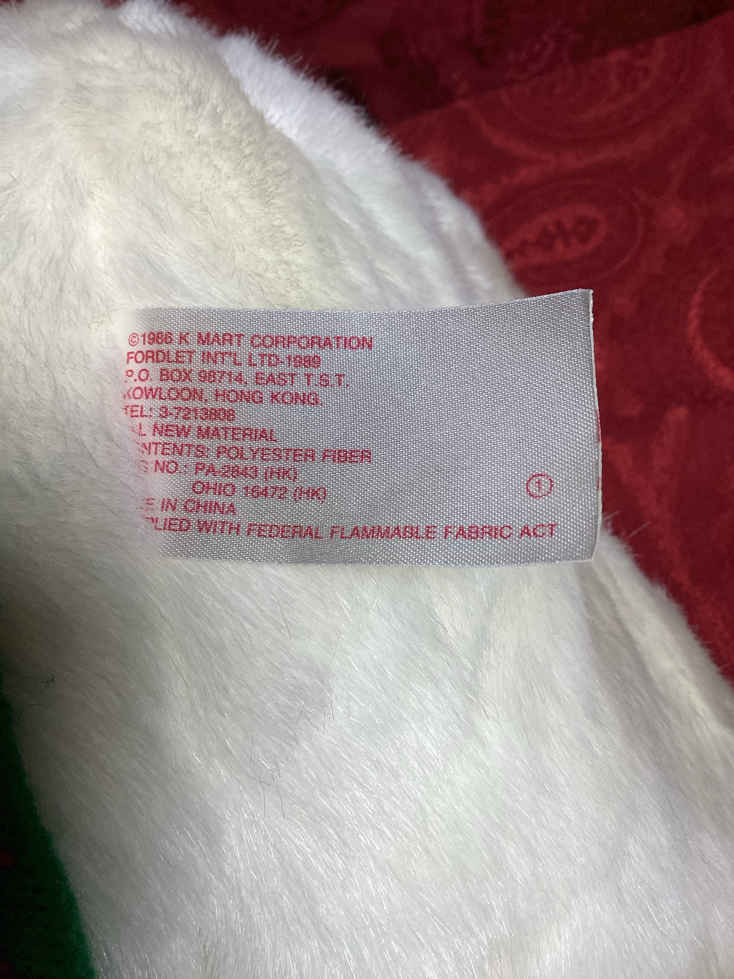 ©1986 K MART CORPORATION
FORDLET INT'L LTD-1989
P.O. BOX 98714, EAST T.S.T.
KOWLOON, HONG KONG.
TEL: 3-7213808
L NEW MATERIAL
NTENTS: POLYESTER FIBER
G NO.: PA-2843 (HK)
OHIO 16472 (HK)
1
E IN CHINA
PLIED WITH FEDERAL FLAMMABLE FABRIC ACT